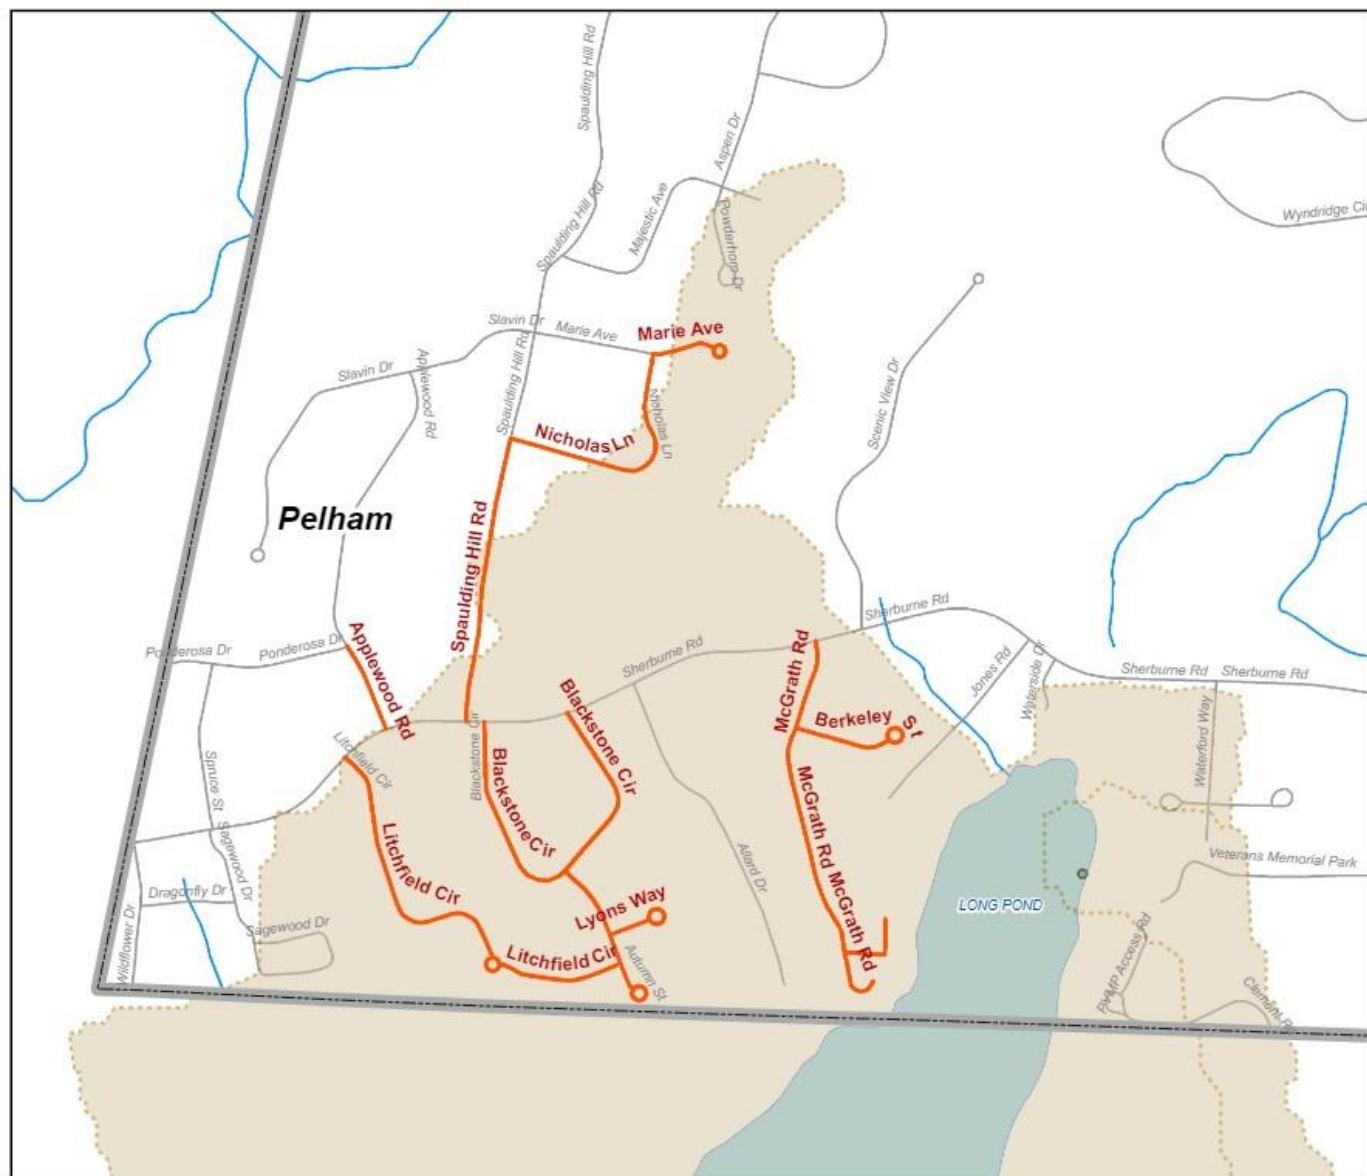 Spaulding Hill Rd
Aspen Dr
Spaulding Hill Rd
Majestic Ave
Powderhorn Dr
Wyndridge Cir
Slavin Dr
Marie Ave
Marie Ave
Spaulding Hill Rd
Slavin Dr
Applewood Rd
Nicholas Ln
Nicholas Ln
Scenic View Dr
Pelham
Spaulding Hill Rd
Ponderosa Dr
Ponderosa Dr
Applewood Rd
Sherburne Rd
Sherburne Rd
McGrath Rd
Jones Rd
Waterside Dr
Sherburne Rd
Sherburne Rd
Blackstone Cir
Berkeley St
Waterford Way
Litchfield Cir
Blackstone Cir
Blackstone Cir
Spruce St
McGrath Rd
Litchfield Cir
Sagewood Dr
Allard Dr
Veterans Memorial Park
Dragonfly Dr
McGrath Rd
Lyons Way
LONG POND
Wildflower Dr
Sagewood Dr
Litchfield Cir
Autumn St
PVMP Access Rd